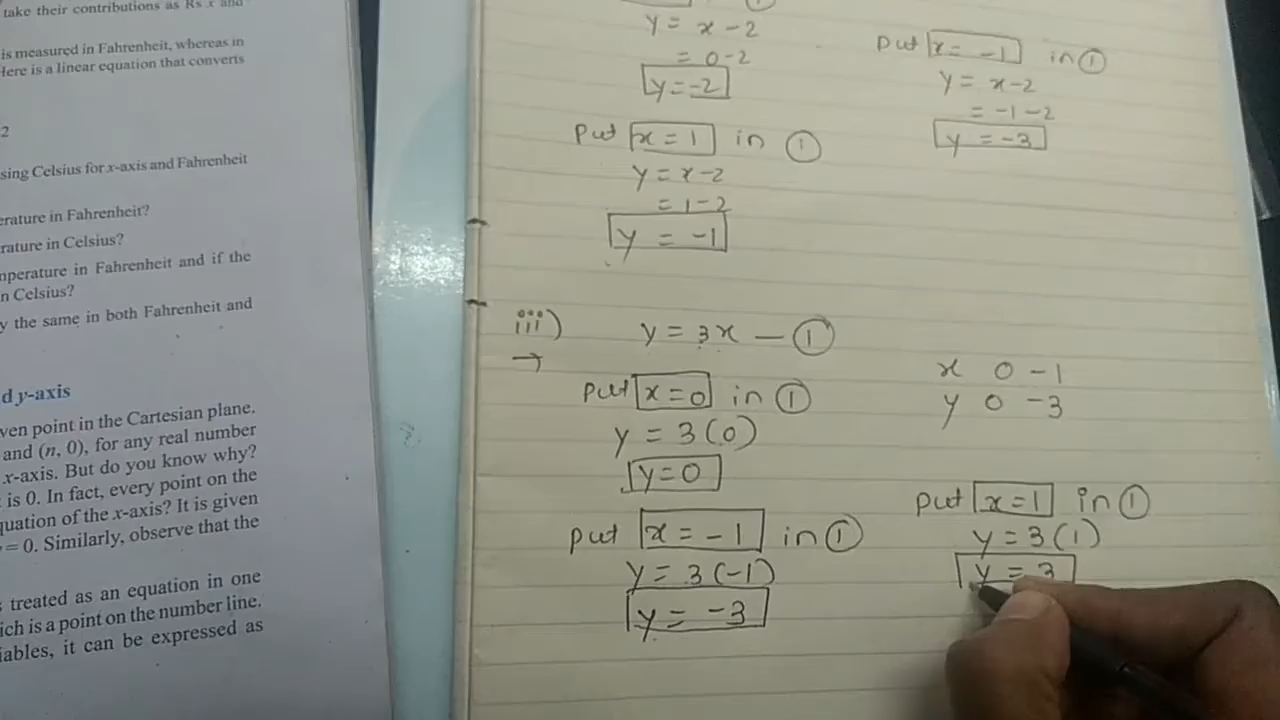 take their contributions as Rs x and
is measured in Fahrenheit, whereas in
Here is a linear equation that converts
2
sing Celsius for x-axis and Fahrenheit
erature in Fahrenheit?
rature in Celsius?
nperature in Fahrenheit and if the
n Celsius?
y the same in both Fahrenheit and
d y-axis
ven point in the Cartesian plane.
and (n, 0), for any real number
x-axis. But do you know why?
t is 0. In fact, every point on the
quation of the x-axis? It is given
y = 0. Similarly, observe that the
s treated as an equation in one
ich is a point on the number line.
iables, it can be expressed as
y = x - 2
= 0-2
y = -2
put x = 1 in ①
y = x-2
= 1-2
y = -1
put x = -1 in ①
y = x-2
= -1-2
y = -3
iii) y = 3x — ①
→
put x=0 in ①
y = 3(0)
y=0
put x = -1 in ①
y = 3(-1)
y = -3
x 0 -1
y 0 -3
put x=1 in ①
y = 3(1)
y = 3